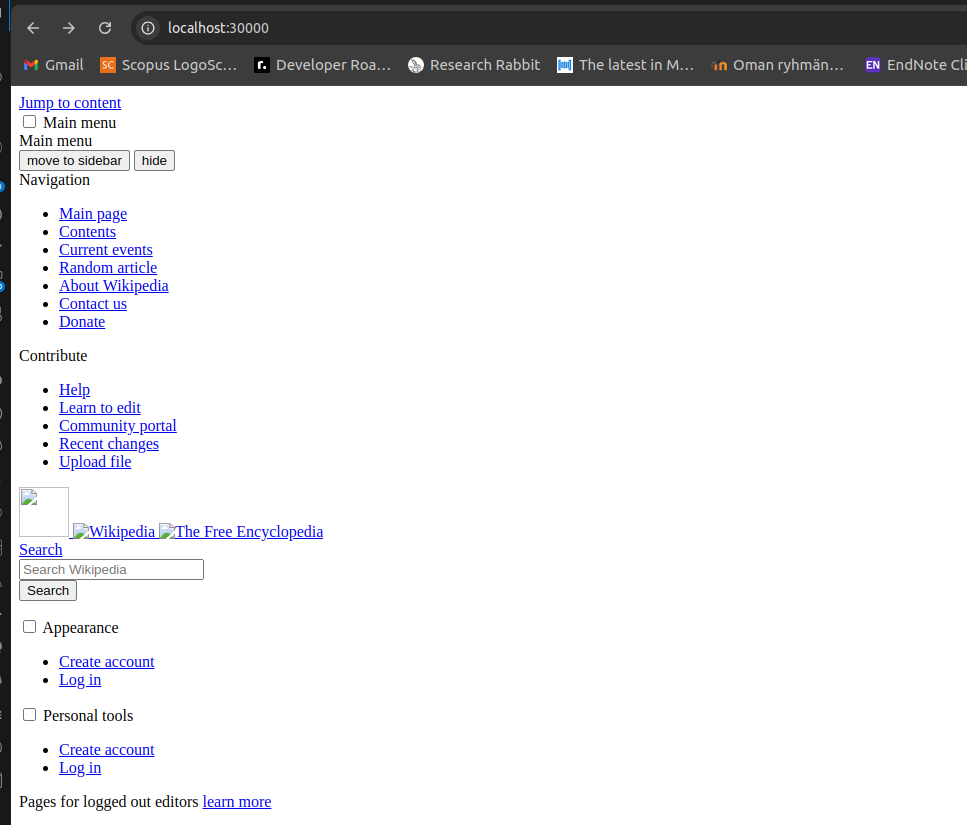 localhost:30000
Gmail SC Scopus LogoSc... r. Developer Roa... Research Rabbit The latest in M... in Oman ryhmän... EN EndNote Cli
Jump to content
Main menu
Main menu
move to sidebar hide
Navigation
Main page
Contents
Current events
Random article
About Wikipedia
Contact us
Donate
Contribute
Help
Learn to edit
Community portal
Recent changes
Upload file
Wikipedia The Free Encyclopedia
Search
Search Wikipedia
Search
Appearance
Create account
Log in
Personal tools
Create account
Log in
Pages for logged out editors learn more